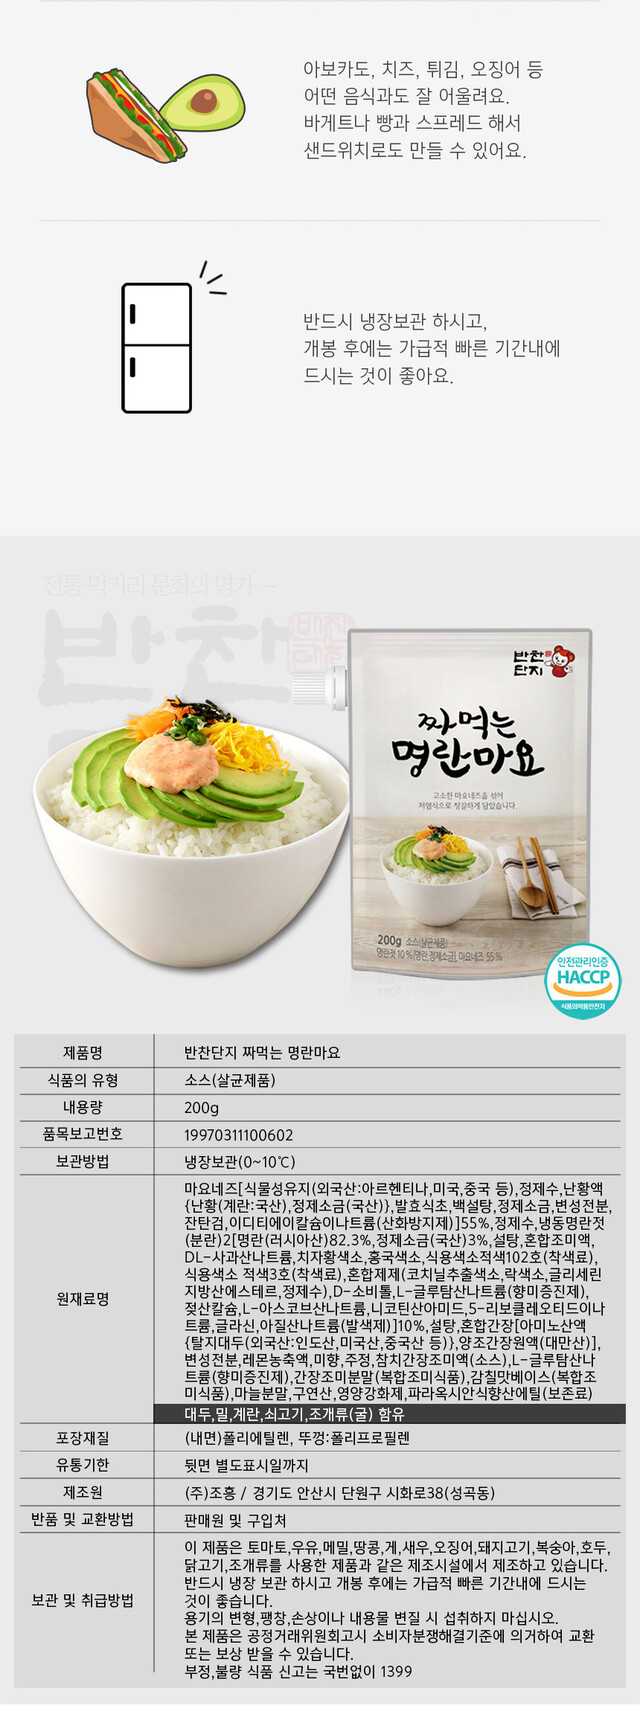 아보카도, 치즈, 튀김, 오징어 등
어떤 음식과도 잘 어울려요.
바게트나 빵과 스프레드 해서
샌드위치로도 만들 수 있어요.
반드시 냉장보관 하시고,
개봉 후에는 가급적 빠른 기간내에
드시는 것이 좋아요.
전통 먹거리 문화의 명가
반찬
반찬
단지
짜먹는
명란마요
고소한 마요네즈을 섞어
저염식으로 정갈하게 담았습니다.
200g 소스(살균제품)
명란젓 10%[명란,정제소금], 마요네즈 55%
안전관리인증
HACCP
식품의약품안전처
제품명 반찬단지 짜먹는 명란마요
식품의 유형 소스(살균제품)
내용량 200g
품목보고번호 19970311100602
보관방법 냉장보관(0~10℃)
원재료명
마요네즈[식물성유지(외국산:아르헨티나,미국,중국 등),정제수,난황액
{난황(계란:국산),정제소금(국산)},발효식초,백설탕,정제소금,변성전분,
잔탄검,이디티에이칼슘이나트륨(산화방지제)]55%,정제수,냉동명란젓
(분란)2[명란(러시아산)82.3%,정제소금(국산)3%,설탕,혼합조미액,
DL-사과산나트륨,치자황색소,홍국색소,식용색소적색102호(착색료),
식용색소 적색3호(착색료),혼합제제(코치닐추출색소,락색소,글리세린
지방산에스테르,정제수),D-소비톨,L-글루탐산나트륨(향미증진제),
젖산칼슘,L-아스코브산나트륨,니코틴산아미드,5-리보클레오티드이나
트륨,글라신,아질산나트륨(발색제)]10%,설탕,혼합간장[아미노산액
{탈지대두(외국산:인도산,미국산,중국산 등)},양조간장원액(대만산)],
변성전분,레몬농축액,미향,주정,참치간장조미액(소스),L-글루탐산나
트륨(향미증진제),간장조미분말(복합조미식품),감칠맛베이스(복합조
미식품),마늘분말,구연산,영양강화제,파라옥시안식향산에틸(보존료)
대두,밀,계란,쇠고기,조개류(굴) 함유
포장재질 (내면)폴리에틸렌, 뚜껑:폴리프로필렌
유통기한 뒷면 별도표시일까지
제조원 (주)조흥 / 경기도 안산시 단원구 시화로38(성곡동)
반품 및 교환방법 판매원 및 구입처
보관 및 취급방법
이 제품은 토마토,우유,메밀,땅콩,게,새우,오징어,돼지고기,복숭아,호두,
닭고기,조개류를 사용한 제품과 같은 제조시설에서 제조하고 있습니다.
반드시 냉장 보관 하시고 개봉 후에는 가급적 빠른 기간내에 드시는
것이 좋습니다.
용기의 변형,팽창,손상이나 내용물 변질 시 섭취하지 마십시오.
본 제품은 공정거래위원회고시 소비자분쟁해결기준에 의거하여 교환
또는 보상 받을 수 있습니다.
부정,불량 식품 신고는 국번없이 1399